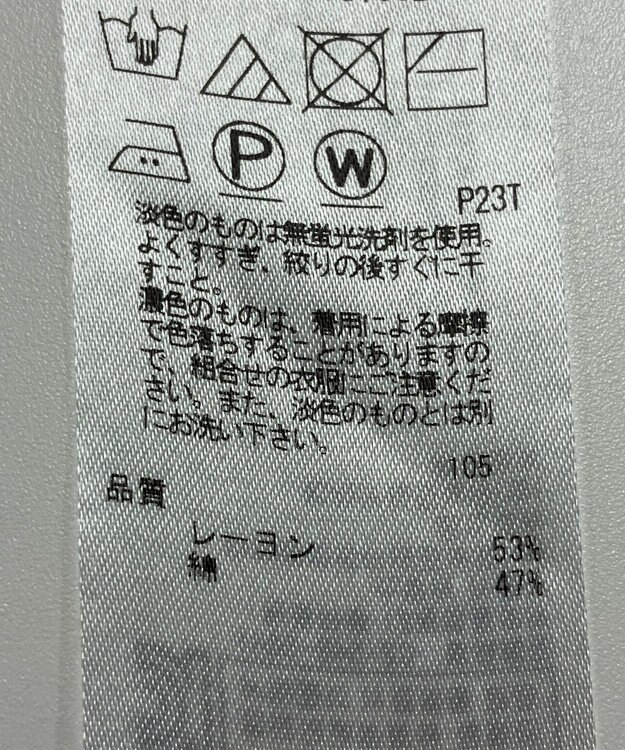 P
W
P23T
淡色のものは無蛍光洗剤を使用。
よくすすぎ、絞りの後すぐに干
すこと。
濃色のものは、着用による摩擦
で色落ちすることがありますの
で、組合せの衣服にご注意くだ
さい。また、淡色のものとは別
にお洗い下さい。
105
品質
レーヨン 53%
綿 47%